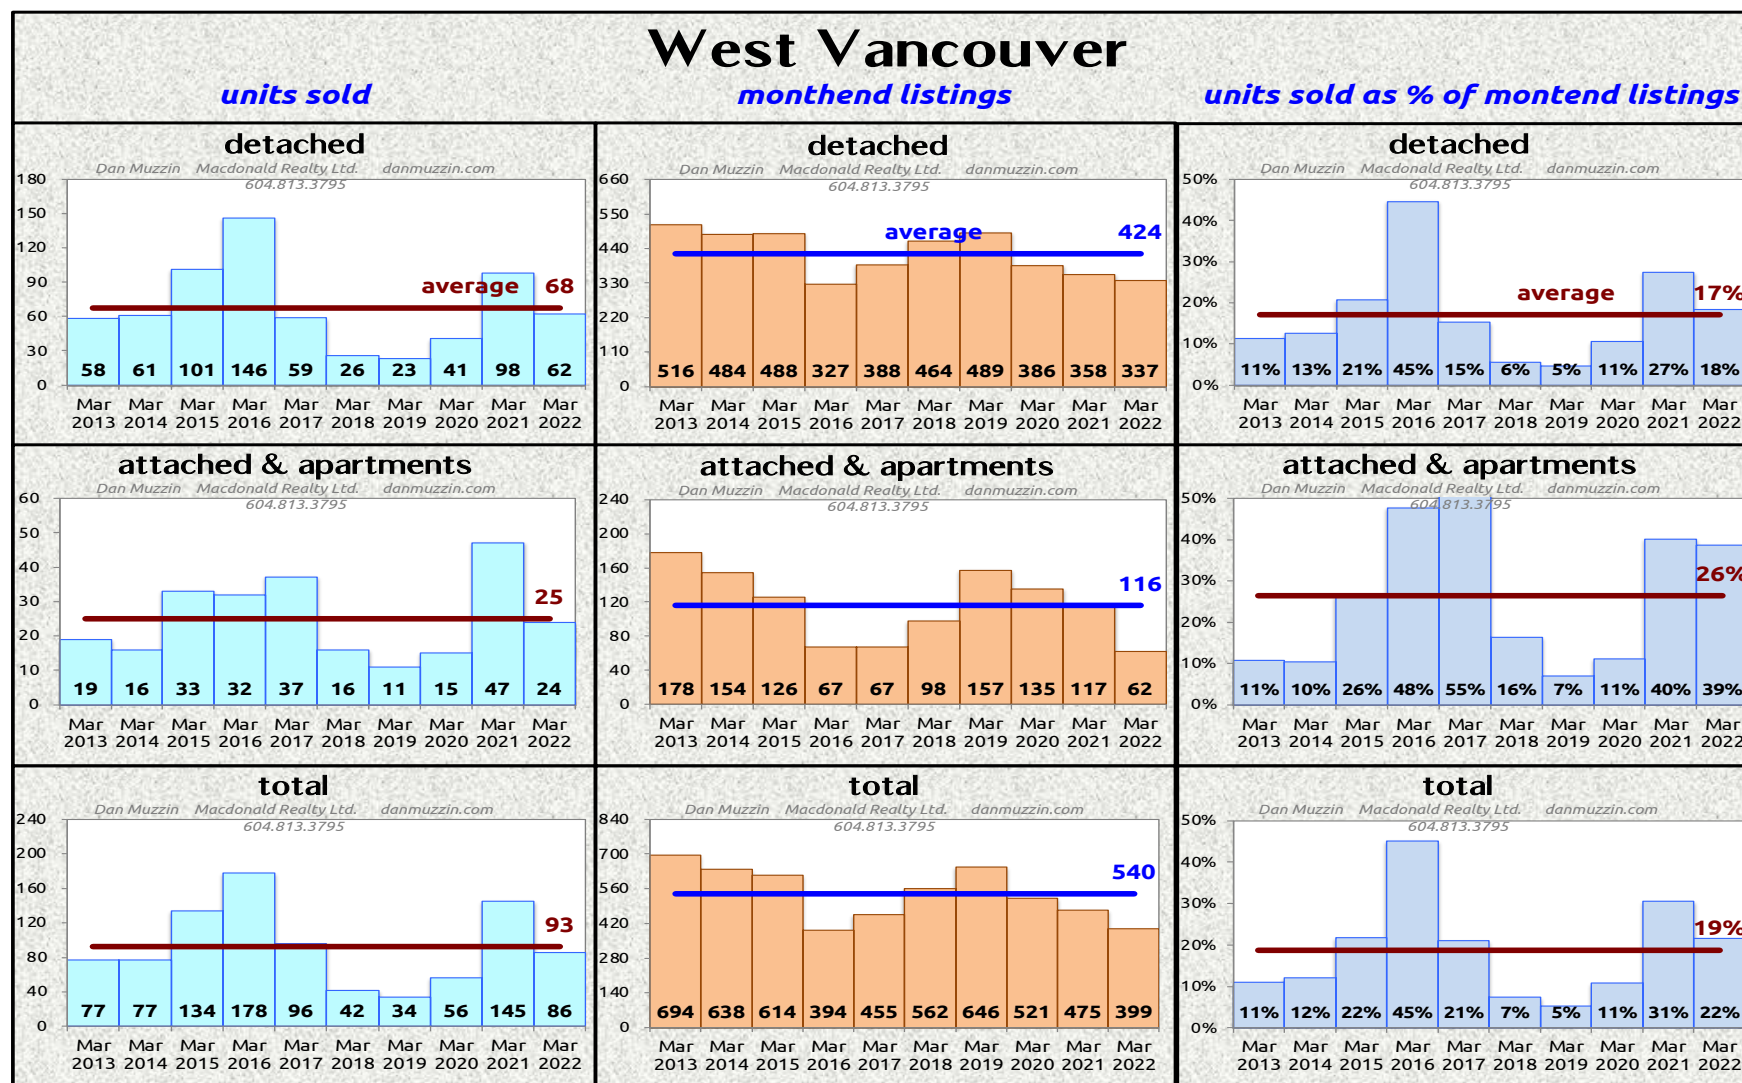 West Vancouver
units sold
monthend listings
units sold as % of montend listings
detached
Dan Muzzin Macdonald Realty Ltd. danmuzzin.com
604.813.3795
180
150
120
90
60
30
0
average 68
58 61 101 146 59 26 23 41 98 62
Mar Mar Mar Mar Mar Mar Mar Mar Mar Mar
2013 2014 2015 2016 2017 2018 2019 2020 2021 2022
detached
Dan Muzzin Macdonald Realty Ltd. danmuzzin.com
604.813.3795
660
550
440
330
220
110
0
average 424
516 484 488 327 388 464 489 386 358 337
Mar Mar Mar Mar Mar Mar Mar Mar Mar Mar
2013 2014 2015 2016 2017 2018 2019 2020 2021 2022
detached
Dan Muzzin Macdonald Realty Ltd. danmuzzin.com
604.813.3795
50%
40%
30%
20%
10%
0%
average 17%
11% 13% 21% 45% 15% 6% 5% 11% 27% 18%
Mar Mar Mar Mar Mar Mar Mar Mar Mar Mar
2013 2014 2015 2016 2017 2018 2019 2020 2021 2022
attached & apartments
Dan Muzzin Macdonald Realty Ltd. danmuzzin.com
604.813.3795
60
50
40
30
20
10
0
25
19 16 33 32 37 16 11 15 47 24
Mar Mar Mar Mar Mar Mar Mar Mar Mar Mar
2013 2014 2015 2016 2017 2018 2019 2020 2021 2022
attached & apartments
Dan Muzzin Macdonald Realty Ltd. danmuzzin.com
604.813.3795
240
200
160
120
80
40
0
116
178 154 126 67 67 98 157 135 117 62
Mar Mar Mar Mar Mar Mar Mar Mar Mar Mar
2013 2014 2015 2016 2017 2018 2019 2020 2021 2022
attached & apartments
Dan Muzzin Macdonald Realty Ltd. danmuzzin.com
604.813.3795
50%
40%
30%
20%
10%
0%
26%
11% 10% 26% 48% 55% 16% 7% 11% 40% 39%
Mar Mar Mar Mar Mar Mar Mar Mar Mar Mar
2013 2014 2015 2016 2017 2018 2019 2020 2021 2022
total
Dan Muzzin Macdonald Realty Ltd. danmuzzin.com
604.813.3795
240
200
160
120
80
40
0
93
77 77 134 178 96 42 34 56 145 86
Mar Mar Mar Mar Mar Mar Mar Mar Mar Mar
2013 2014 2015 2016 2017 2018 2019 2020 2021 2022
total
Dan Muzzin Macdonald Realty Ltd. danmuzzin.com
604.813.3795
840
700
560
420
280
140
0
540
694 638 614 394 455 562 646 521 475 399
Mar Mar Mar Mar Mar Mar Mar Mar Mar Mar
2013 2014 2015 2016 2017 2018 2019 2020 2021 2022
total
Dan Muzzin Macdonald Realty Ltd. danmuzzin.com
604.813.3795
50%
40%
30%
20%
10%
0%
19%
11% 12% 22% 45% 21% 7% 5% 11% 31% 22%
Mar Mar Mar Mar Mar Mar Mar Mar Mar Mar
2013 2014 2015 2016 2017 2018 2019 2020 2021 2022